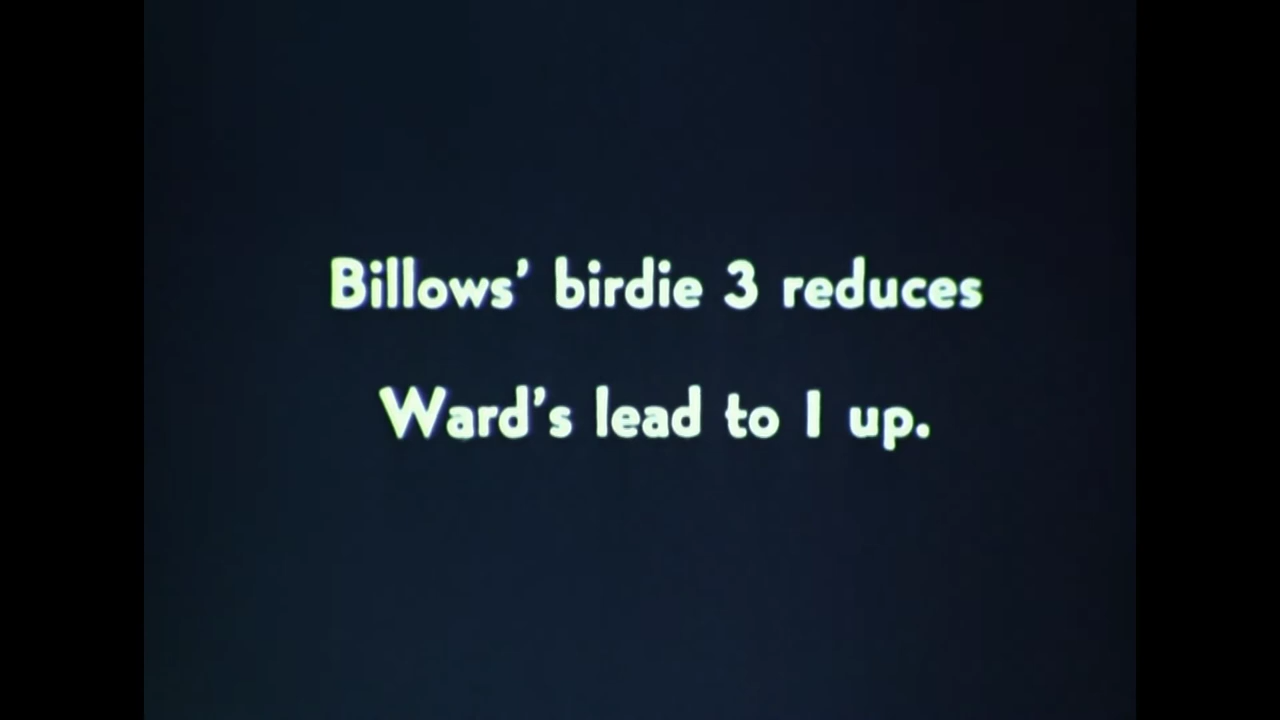 Billows’ birdie 3 reduces
Ward’s lead to 1 up.